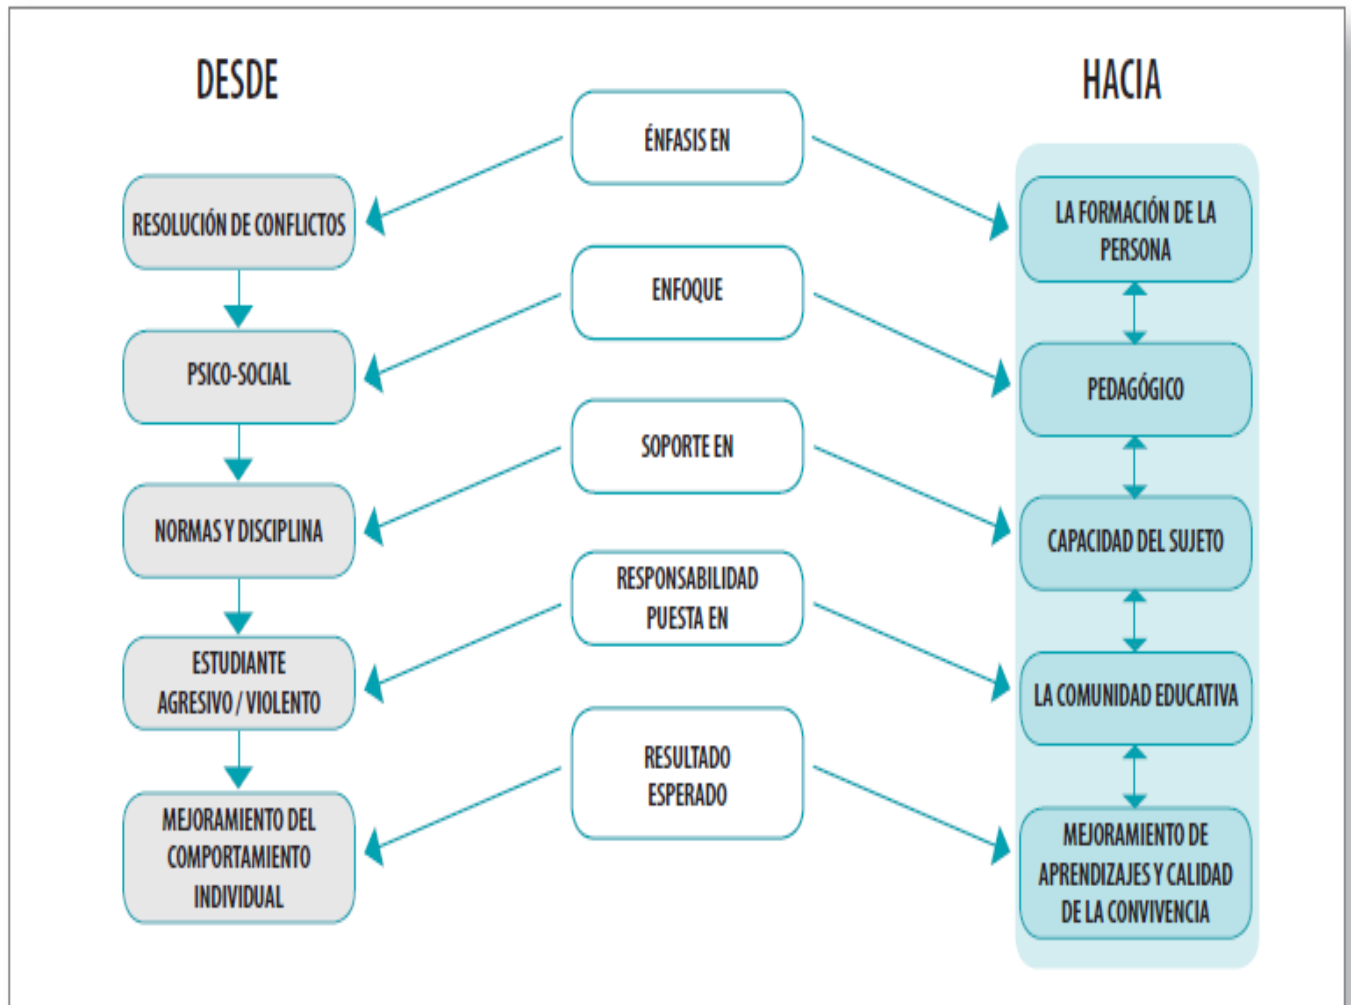 DESDE
HACIA
ÉNFASIS EN
RESOLUCIÓN DE CONFLICTOS
LA FORMACIÓN DE LA
PERSONA
ENFOQUE
PSICO-SOCIAL
PEDAGÓGICO
SOPORTE EN
NORMAS Y DISCIPLINA
CAPACIDAD DEL SUJETO
RESPONSABILIDAD
PUESTA EN
ESTUDIANTE
AGRESIVO / VIOLENTO
LA COMUNIDAD EDUCATIVA
RESULTADO
ESPERADO
MEJORAMIENTO DEL
COMPORTAMIENTO
INDIVIDUAL
MEJORAMIENTO DE
APRENDIZAJES Y CALIDAD
DE LA CONVIVENCIA